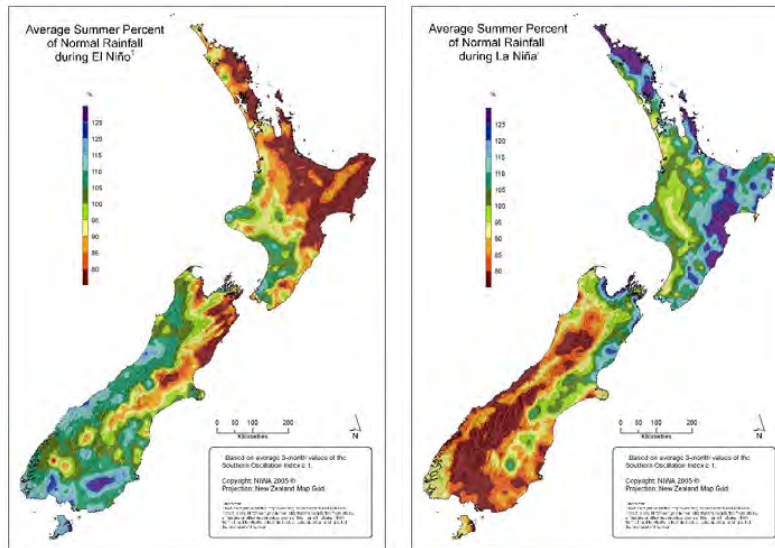 Average Summer Percent
of Normal Rainfall
during El Niño¹
%
125
120
115
110
105
100
95
90
85
80
0 100 200
Kilometres
N
Based on average 3-month values of the
Southern Oscillation Index ≥ 1.
Copyright: NIWA 2005 ©
Projection: New Zealand Map Grid
Average Summer Percent
of Normal Rainfall
during La Niña
%
125
120
115
110
105
100
95
90
85
80
0 100 200
Kilometres
N
Based on average 3-month values of the
Southern Oscillation Index ≥ 1.
Copyright: NIWA 2005 ©
Projection: New Zealand Map Grid